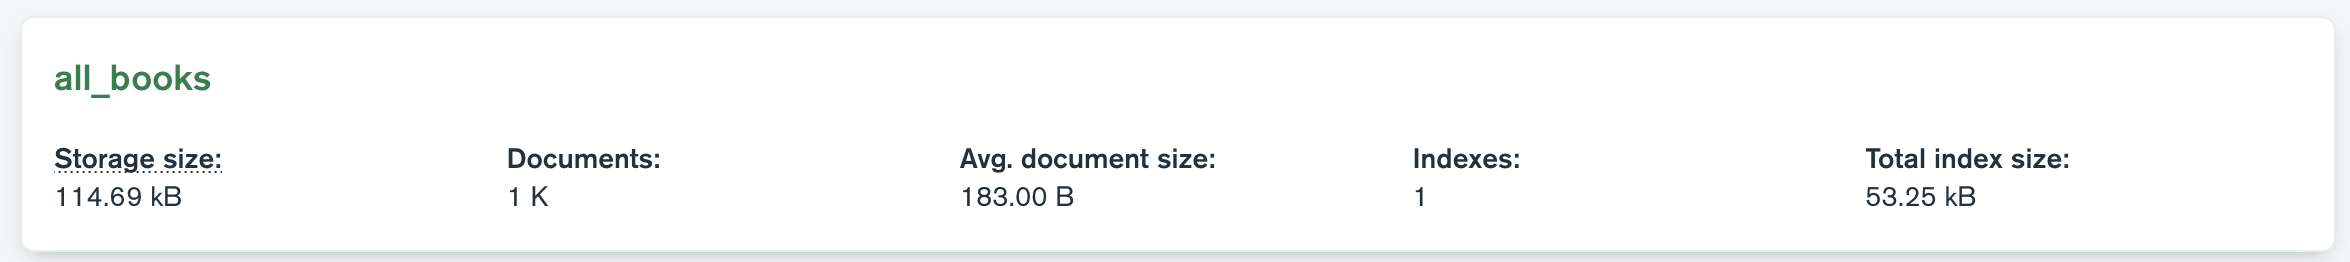 all_books
Storage size: Documents: Avg. document size: Indexes: Total index size:
114.69 kB 1 K 183.00 B 1 53.25 kB